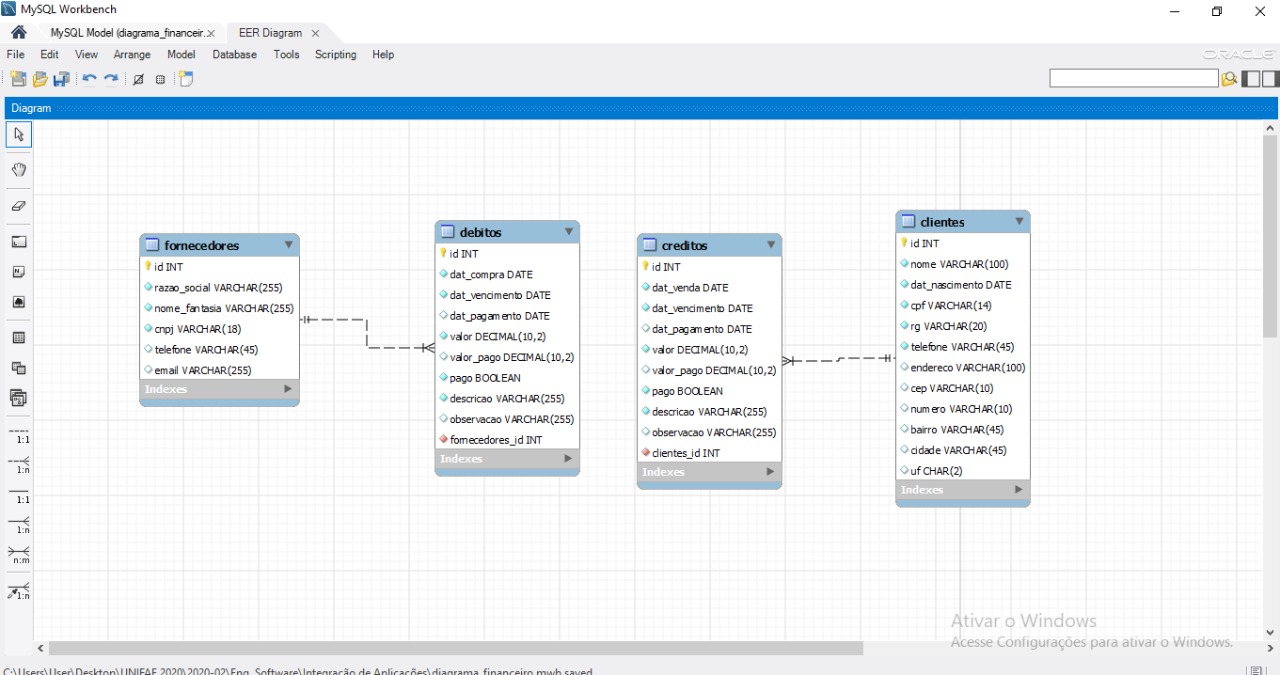 MySQL Workbench
MySQL Model (diagrama_financeir.x
EER Diagram x
File Edit View Arrange Model Database Tools Scripting Help
ORACLE
Diagram
fornecedores
id INT
razao_social VARCHAR(255)
nome_fantasia VARCHAR(255)
cnpj VARCHAR(18)
telefone VARCHAR(45)
email VARCHAR(255)
Indexes
debitos
id INT
dat_compra DATE
dat_vencimento DATE
dat_pagamento DATE
valor DECIMAL(10,2)
valor_pago DECIMAL(10,2)
pago BOOLEAN
descricao VARCHAR(255)
observacao VARCHAR(255)
fornecedores_id INT
Indexes
creditos
id INT
dat_venda DATE
dat_vencimento DATE
dat_pagamento DATE
valor DECIMAL(10,2)
valor_pago DECIMAL(10,2)
pago BOOLEAN
descricao VARCHAR(255)
observacao VARCHAR(255)
clientes_id INT
Indexes
clientes
id INT
nome VARCHAR(100)
dat_nascimento DATE
cpf VARCHAR(14)
rg VARCHAR(20)
telefone VARCHAR(45)
endereco VARCHAR(100)
cep VARCHAR(10)
numero VARCHAR(10)
bairro VARCHAR(45)
cidade VARCHAR(45)
uf CHAR(2)
Indexes
1:1
1:n
1:1
1:n
n:m
1:n
Ativar o Windows
Acesse Configurações para ativar o Windows.
C:\Users\User\Desktop\UNIFAE 2020\2020-02\Eng. Software\Integração de Aplicações\diagrama_financeiro.mwb saved.